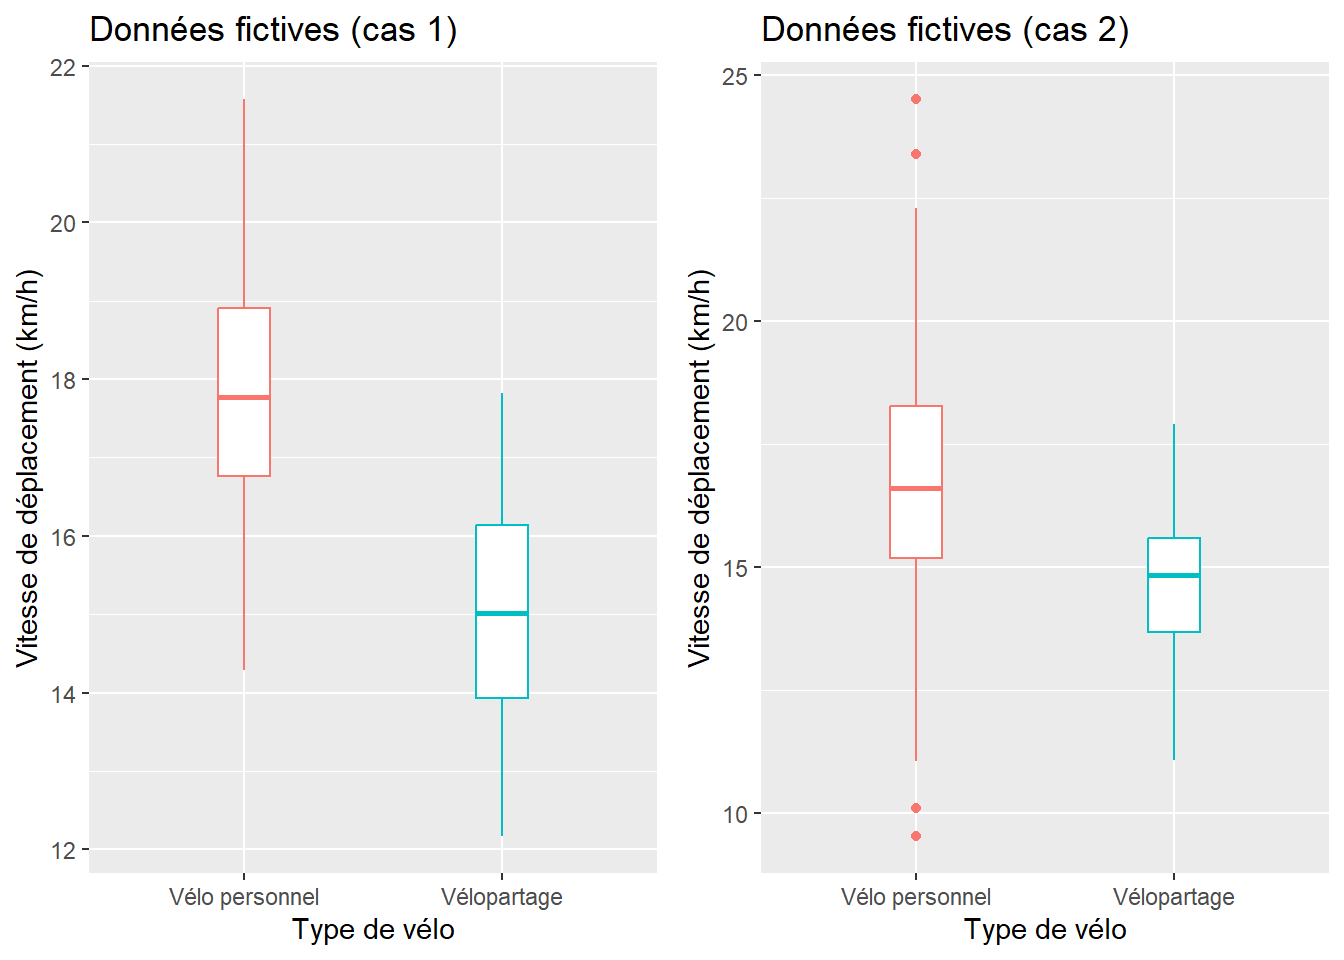 Données fictives (cas 1)
Vitesse de déplacement (km/h)
22
20
18
16
14
12
Vélo personnel
Vélopartage
Type de vélo
Données fictives (cas 2)
Vitesse de déplacement (km/h)
25
20
15
10
Vélo personnel
Vélopartage
Type de vélo